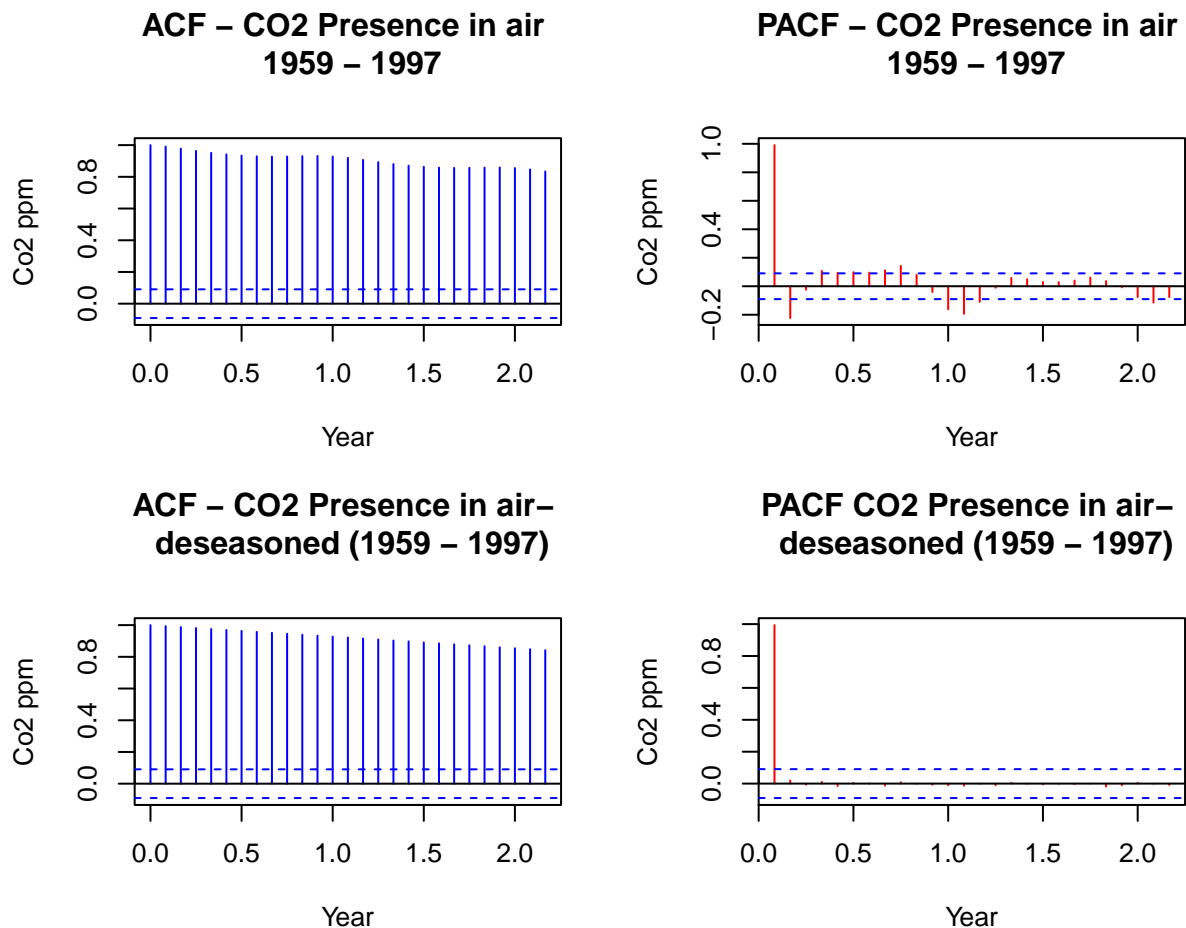 ACF – CO2 Presence in air
1959 – 1997
Co2 ppm
0.0
0.4
0.8
0.0
0.5
1.0
1.5
2.0
Year
PACF – CO2 Presence in air
1959 – 1997
Co2 ppm
−0.2
0.4
1.0
0.0
0.5
1.0
1.5
2.0
Year
ACF – CO2 Presence in air–
deseasoned (1959 – 1997)
Co2 ppm
0.0
0.4
0.8
0.0
0.5
1.0
1.5
2.0
Year
PACF CO2 Presence in air–
deseasoned (1959 – 1997)
Co2 ppm
0.0
0.4
0.8
0.0
0.5
1.0
1.5
2.0
Year